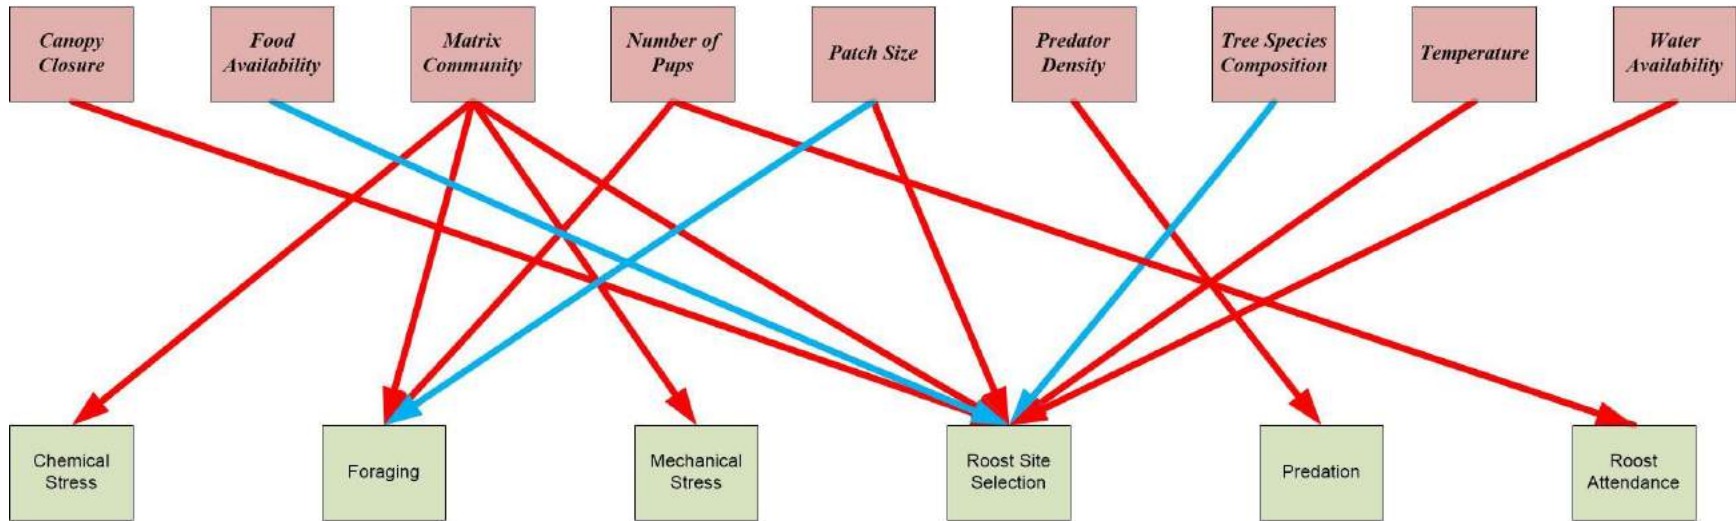 Canopy
Closure
Food
Availability
Matrix
Community
Number of
Pups
Patch Size
Predator
Density
Tree Species
Composition
Temperature
Water
Availability
Chemical
Stress
Foraging
Mechanical
Stress
Roost Site
Selection
Predation
Roost
Attendance